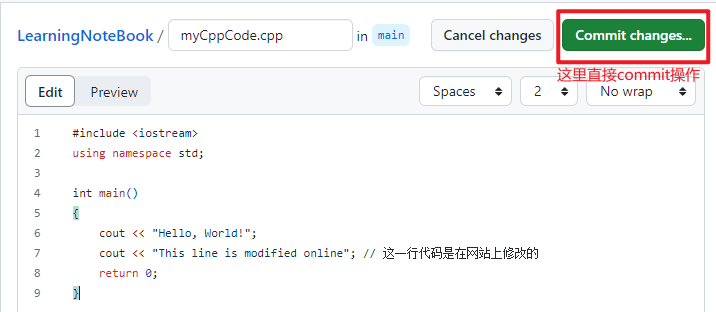 LearningNoteBook / myCppCode.cpp in main Cancel changes Commit changes...
这里直接commit操作
Edit Preview Spaces 2 No wrap
1 #include <iostream>
2 using namespace std;
3
4 int main()
5 {
6 cout << "Hello, World!";
7 cout << "This line is modified online"; // 这一行代码是在网站上修改的
8 return 0;
9 }